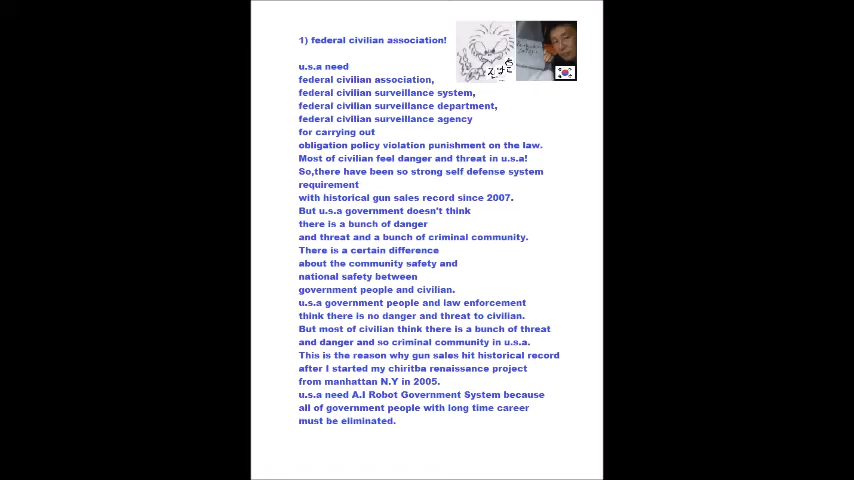 1) federal civilian association!
u.s.a need
federal civilian association,
federal civilian surveillance system,
federal civilian surveillance department,
federal civilian surveillance agency
for carrying out
obligation policy violation punishment on the law.
Most of civilian feel danger and threat in u.s.a!
So,there have been so strong self defense system
requirement
with historical gun sales record since 2007.
But u.s.a government doesn't think
there is a bunch of danger
and threat and a bunch of criminal community.
There is a certain difference
about the community safety and
national safety between
government people and civilian.
u.s.a government people and law enforcement
think there is no danger and threat to civilian.
But most of civilian think there is a bunch of threat
and danger and so criminal community in u.s.a.
This is the reason why gun sales hit historical record
after I started my chiritba renaissance project
from manhattan N.Y in 2005.
u.s.a need A.I Robot Government System because
all of government people with long time career
must be eliminated.